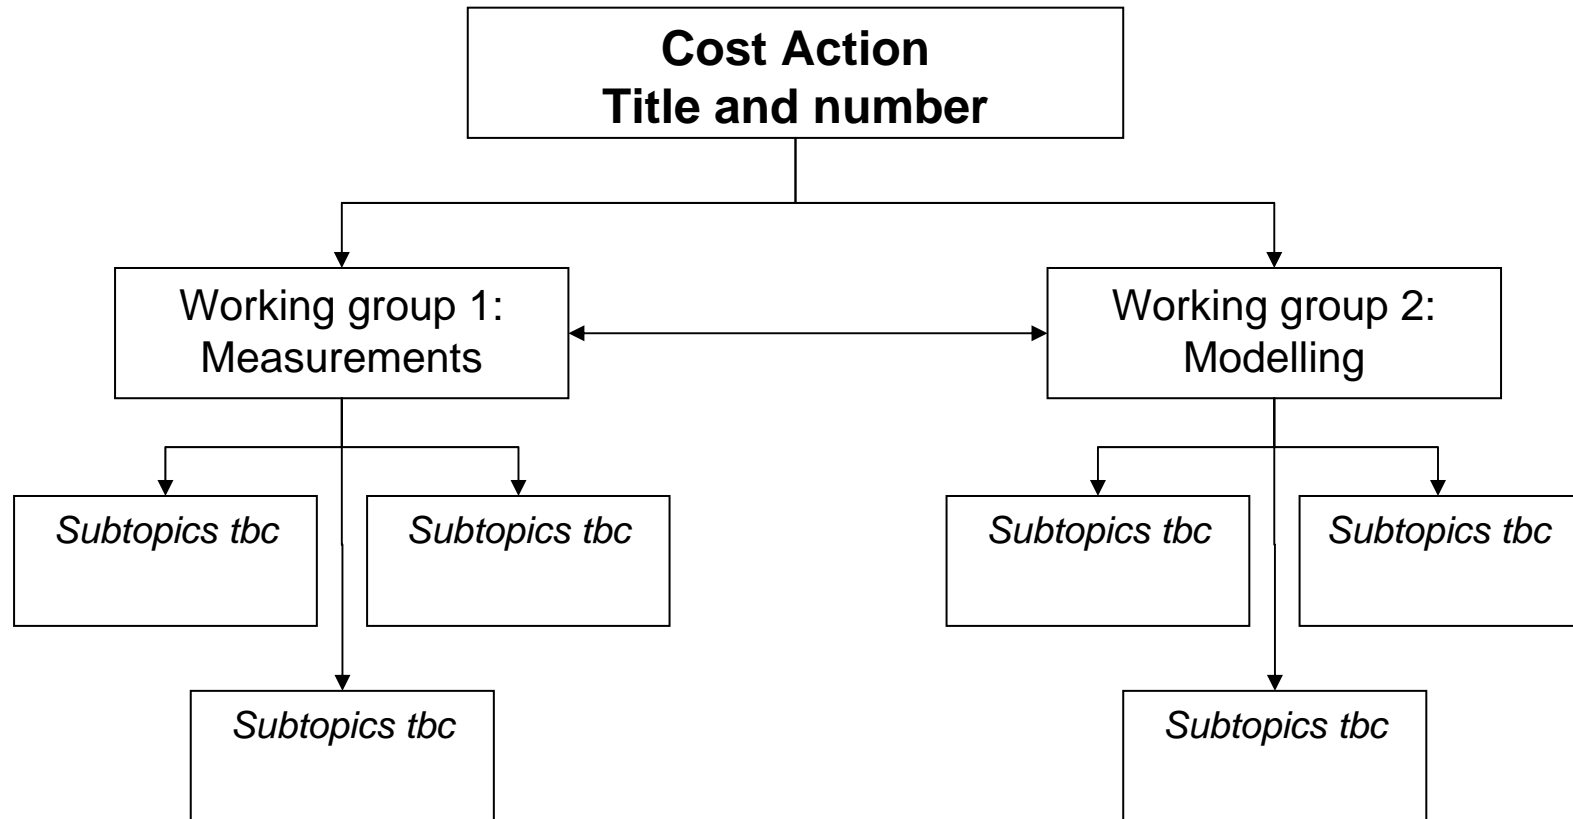 Cost Action
Title and number
Working group 1:
Measurements
Working group 2:
Modelling
Subtopics tbc
Subtopics tbc
Subtopics tbc
Subtopics tbc
Subtopics tbc
Subtopics tbc